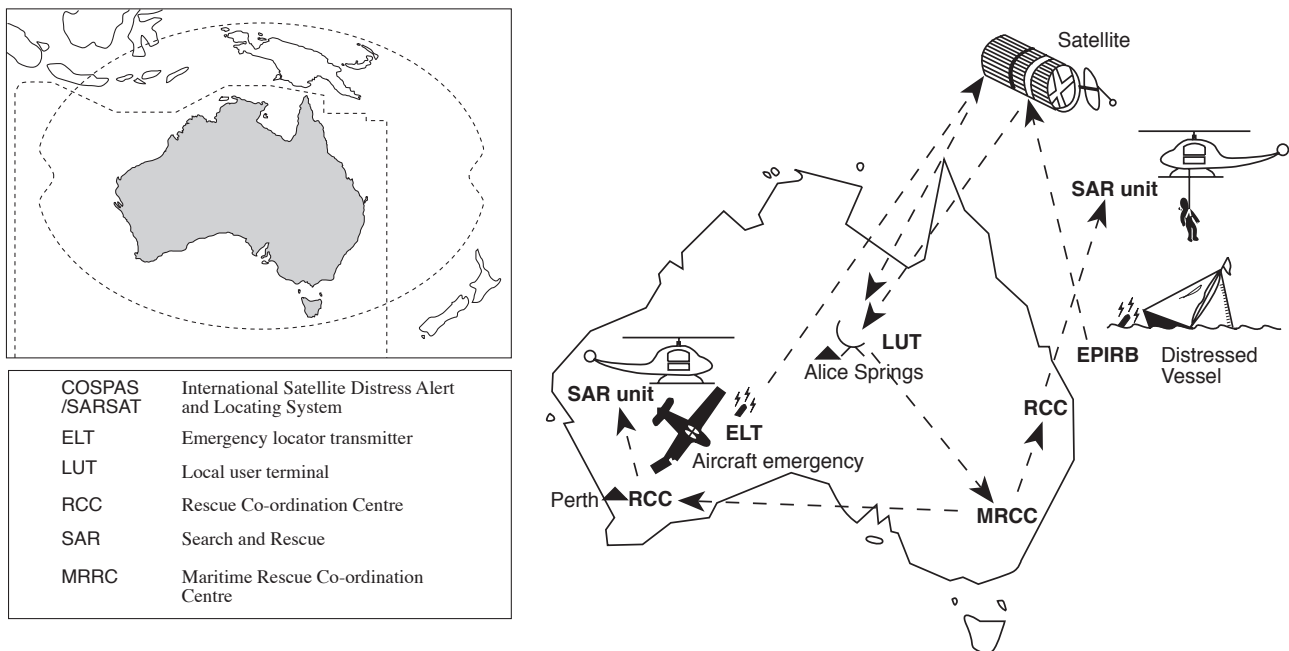 COSPAS International Satellite Distress Alert
/SARSAT and Locating System
ELT Emergency locator transmitter
LUT Local user terminal
RCC Rescue Co-ordination Centre
SAR Search and Rescue
MRRC Maritime Rescue Co-ordination
Centre
Satellite
SAR unit
LUT
Alice Springs
EPIRB Distressed
Vessel
SAR unit
RCC
ELT
Aircraft emergency
Perth RCC
MRCC